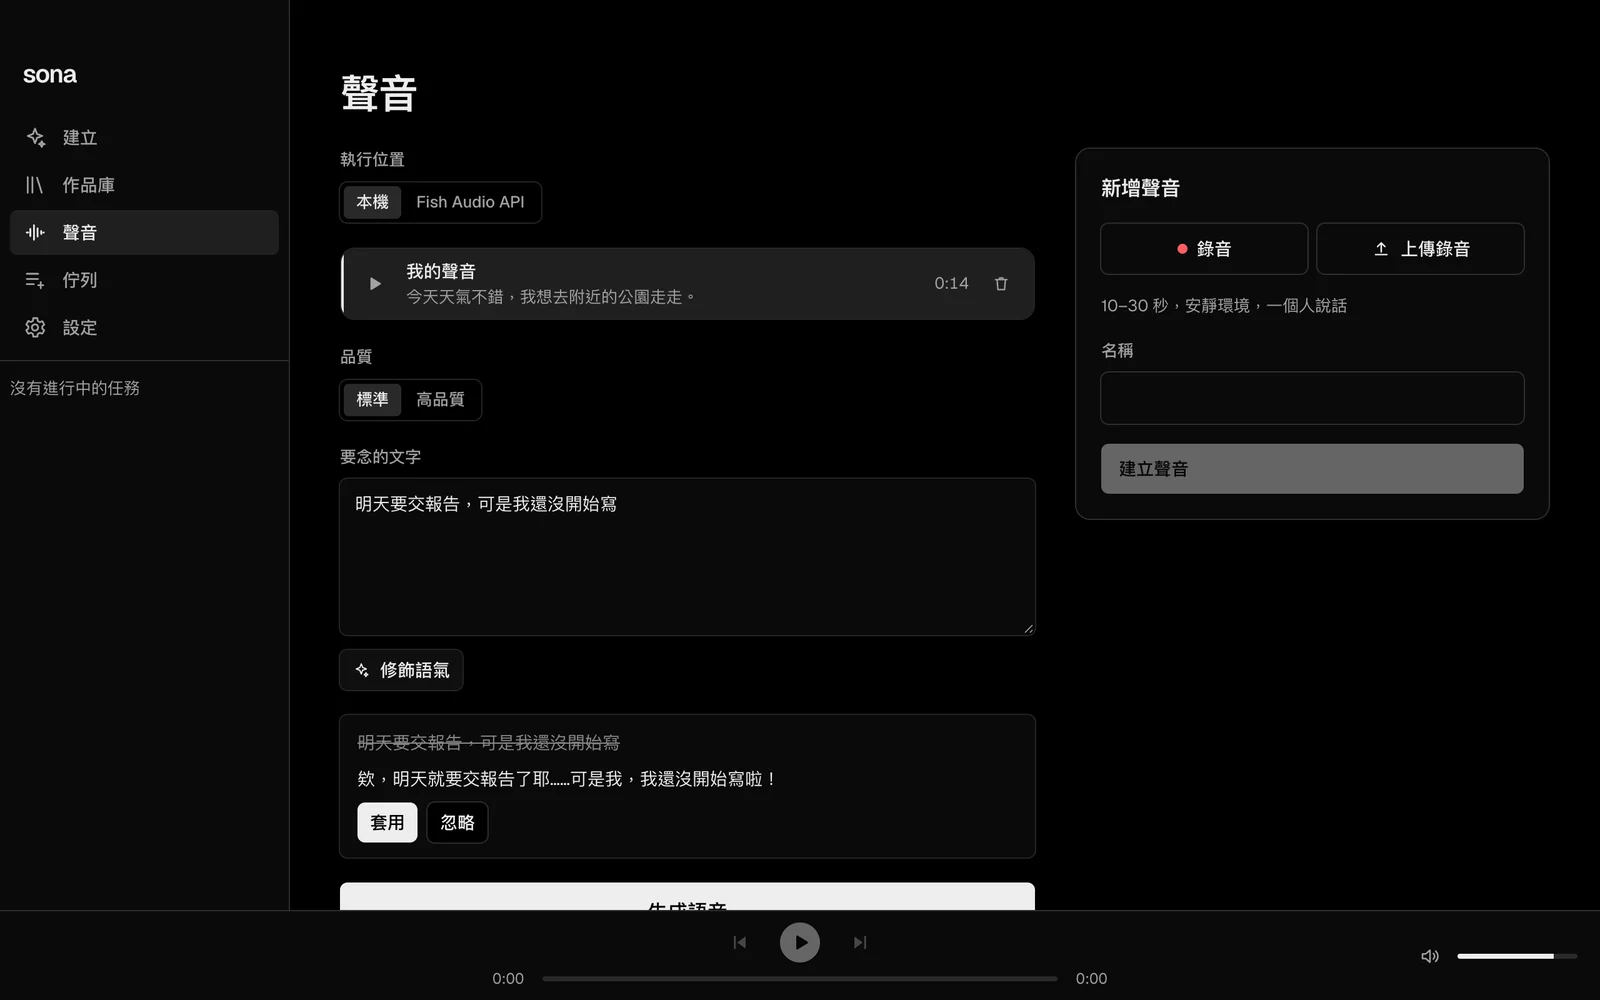 sona
建立
作品庫
聲音
佇列
設定
沒有進行中的任務
聲音
執行位置
本機
Fish Audio API
我的聲音
今天天氣不錯，我想去附近的公園走走。
0:14
品質
標準
高品質
要念的文字
明天要交報告，可是我還沒開始寫
修飾語氣
明天要交報告，可是我還沒開始寫
欸，明天就要交報告了耶......可是我，我還沒開始寫啦！
套用
忽略
生成語音
新增聲音
錄音
上傳錄音
10–30 秒，安靜環境，一個人說話
名稱
建立聲音
0:00
0:00